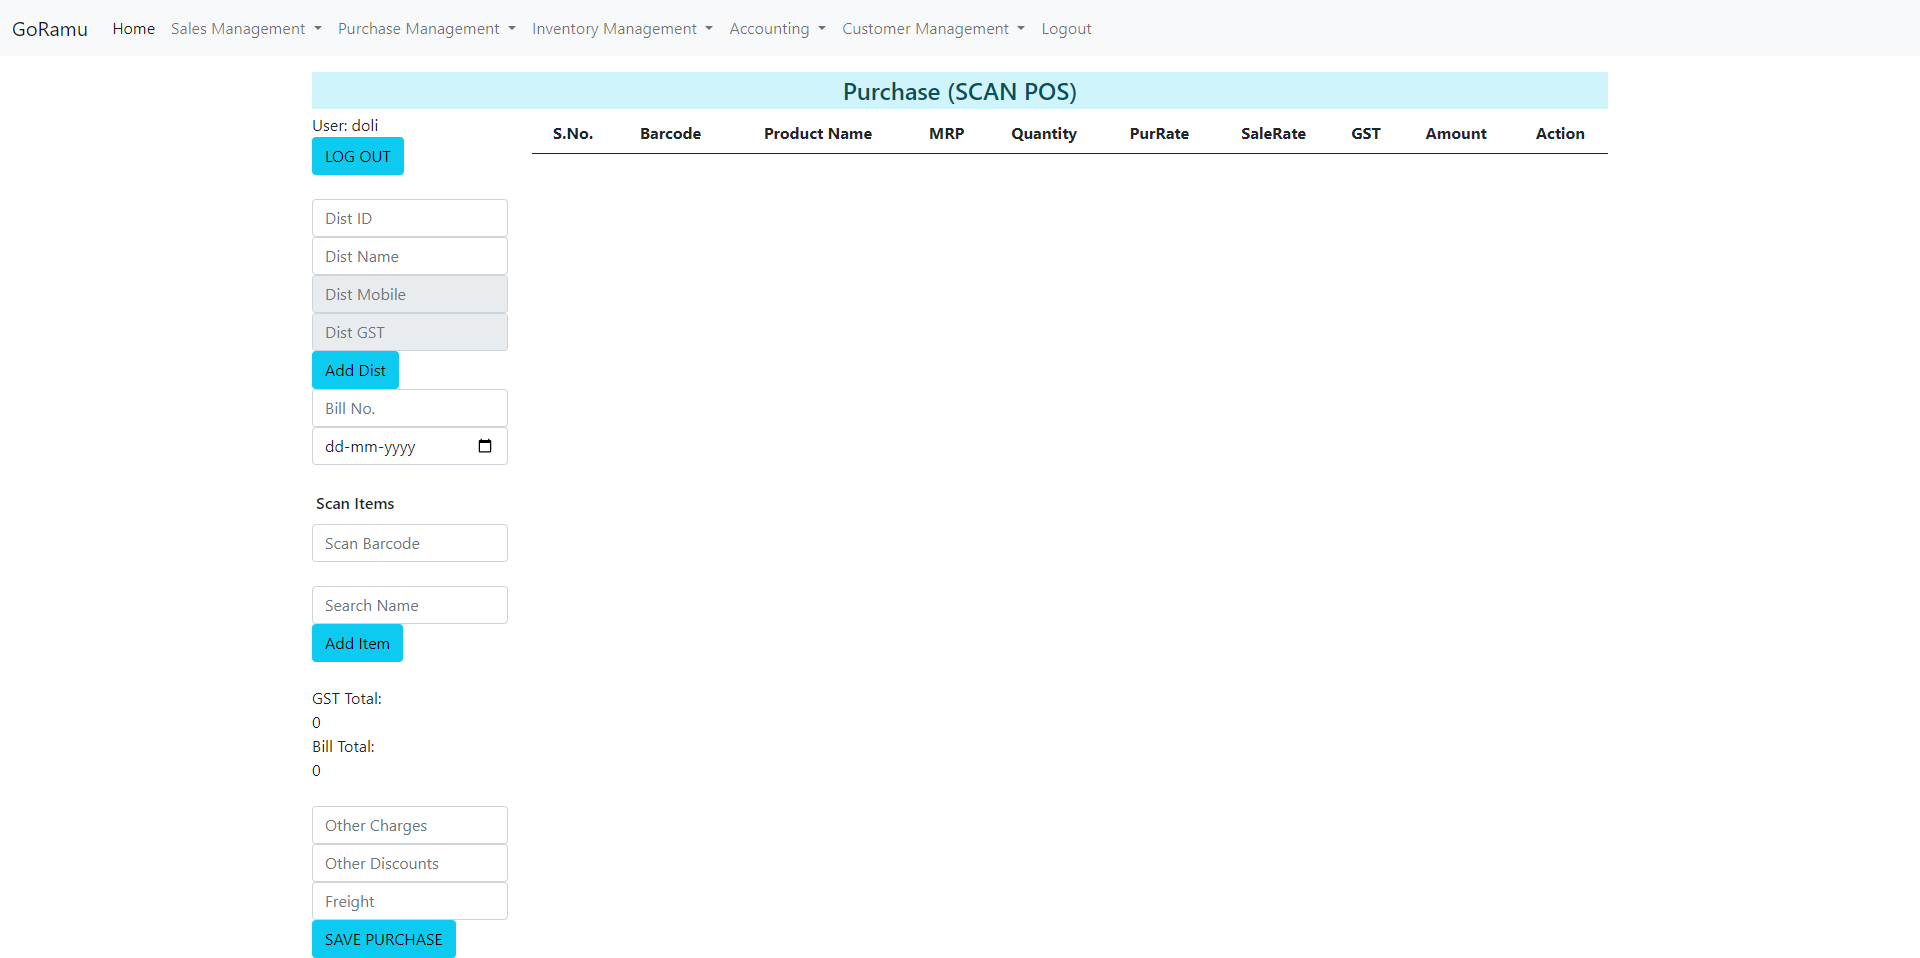 GoRamu Home Sales Management Purchase Management Inventory Management Accounting Customer Management Logout
Purchase (SCAN POS)
User: doli
LOG OUT
Dist ID
Dist Name
Dist Mobile
Dist GST
Add Dist
Bill No.
dd-mm-yyyy
Scan Items
Scan Barcode
Search Name
Add Item
GST Total:
0
Bill Total:
0
Other Charges
Other Discounts
Freight
SAVE PURCHASE
S.No. Barcode Product Name MRP Quantity PurRate SaleRate GST Amount Action